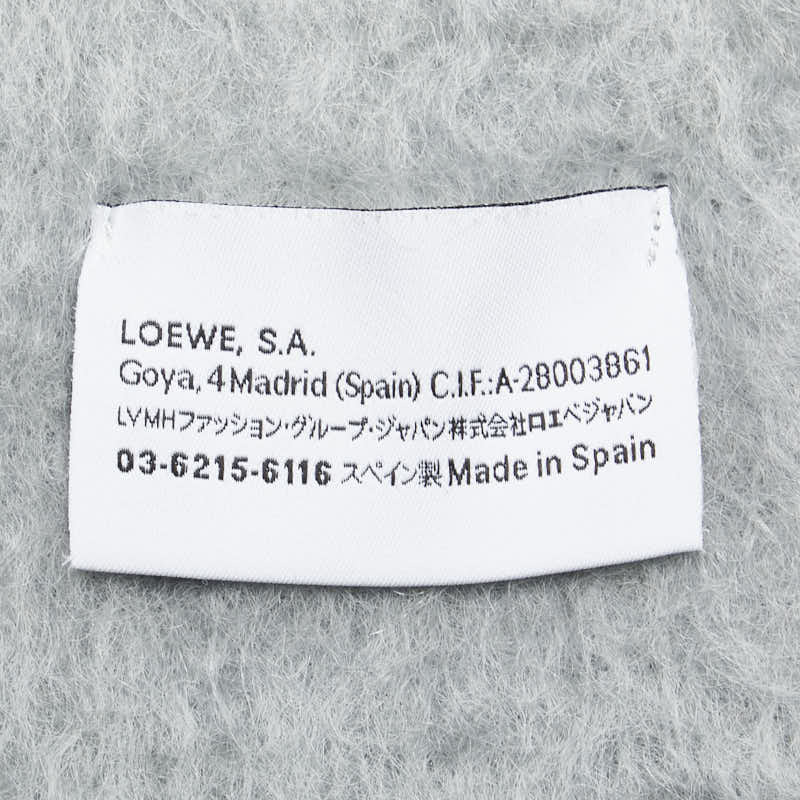 LOEWE, S.A.
Goya, 4 Madrid (Spain) C.I.F.:A-28003861
LVMHファッション・グループ・ジャパン株式会社ロエベジャパン
03-6215-6116 スペイン製 Made in Spain